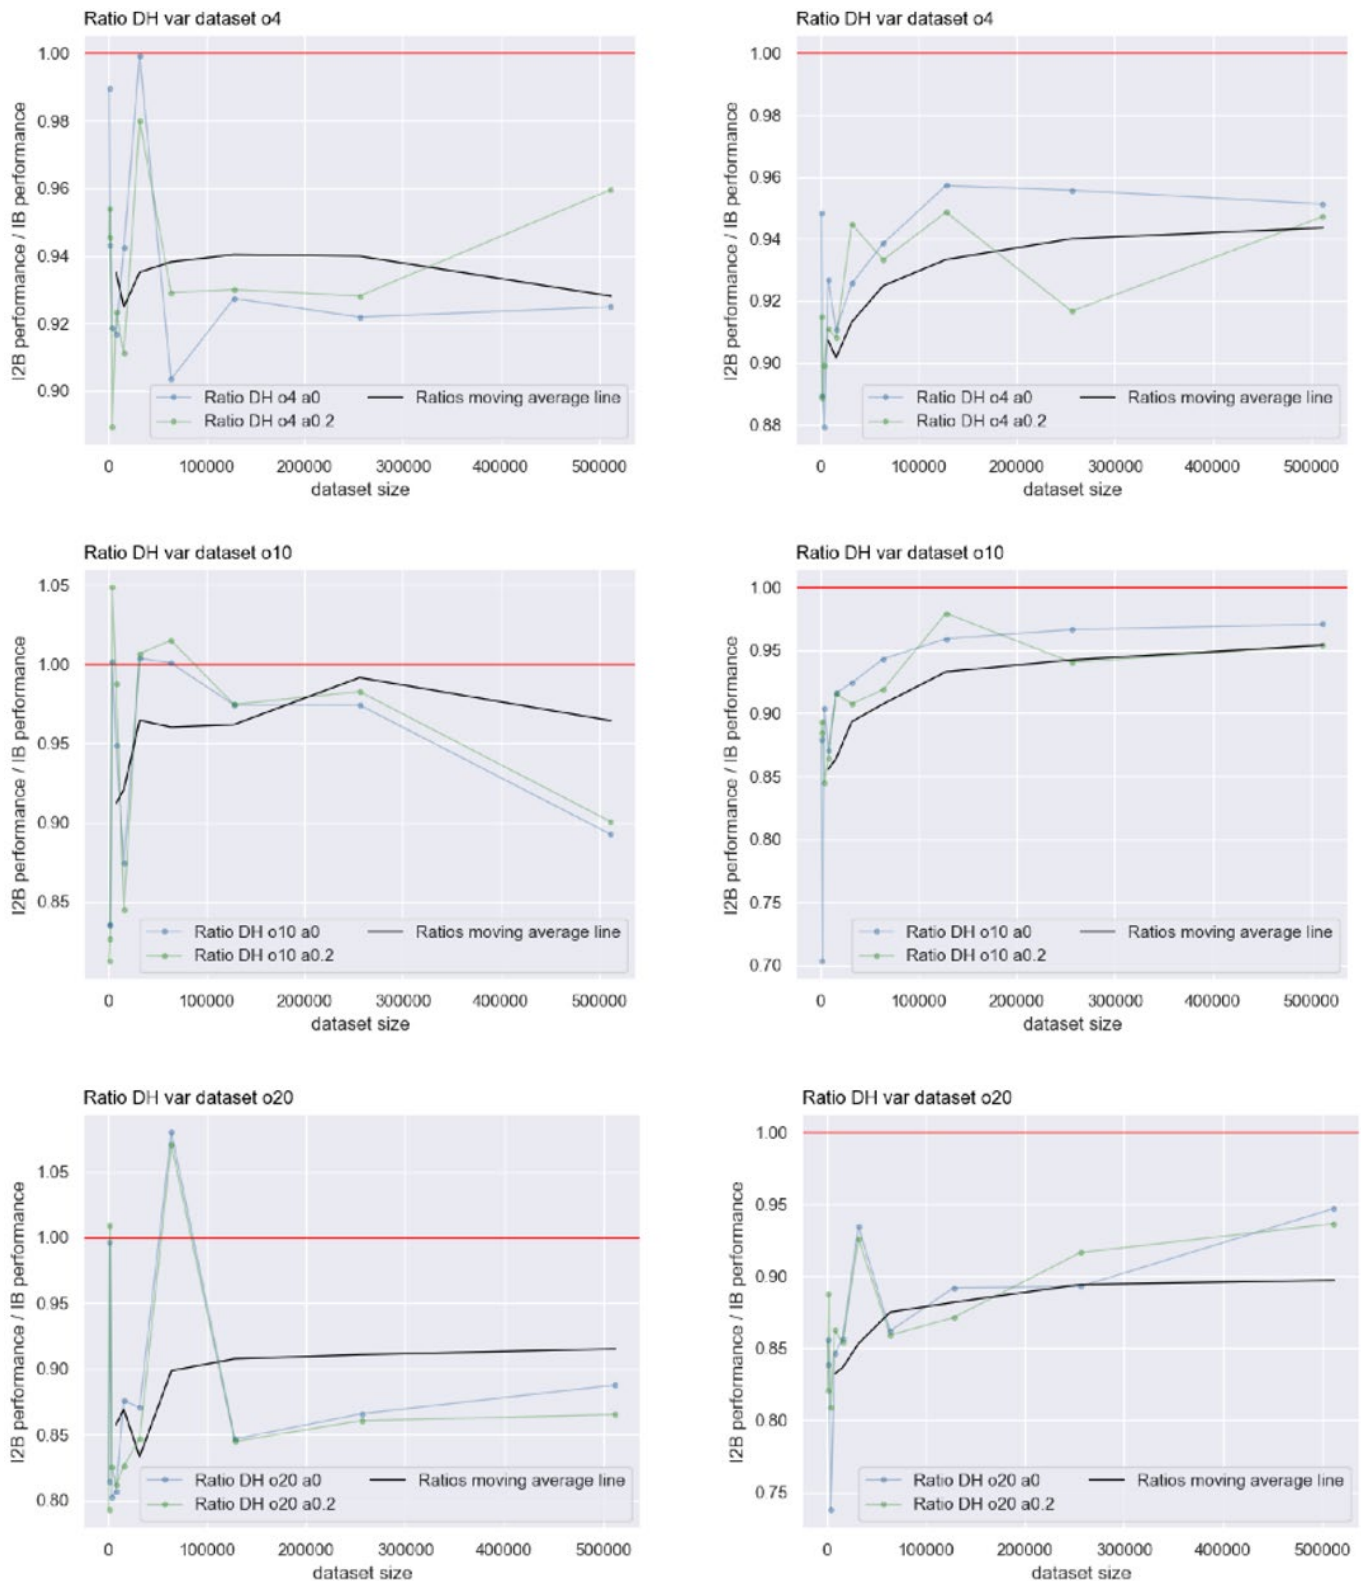 Ratio DH var dataset o4
I2B performance / IB performance
1.00
0.98
0.96
0.94
0.92
0.90
Ratio DH o4 a0
Ratio DH o4 a0.2
Ratios moving average line
0 100000 200000 300000 400000 500000
dataset size
Ratio DH var dataset o4
I2B performance / IB performance
1.00
0.98
0.96
0.94
0.92
0.90
0.88
Ratio DH o4 a0
Ratio DH o4 a0.2
Ratios moving average line
0 100000 200000 300000 400000 500000
dataset size
Ratio DH var dataset o10
I2B performance / IB performance
1.05
1.00
0.95
0.90
0.85
Ratio DH o10 a0
Ratio DH o10 a0.2
Ratios moving average line
0 100000 200000 300000 400000 500000
dataset size
Ratio DH var dataset o10
I2B performance / IB performance
1.00
0.95
0.90
0.85
0.80
0.75
0.70
Ratio DH o10 a0
Ratio DH o10 a0.2
Ratios moving average line
0 100000 200000 300000 400000 500000
dataset size
Ratio DH var dataset o20
I2B performance / IB performance
1.05
1.00
0.95
0.90
0.85
0.80
Ratio DH o20 a0
Ratio DH o20 a0.2
Ratios moving average line
0 100000 200000 300000 400000 500000
dataset size
Ratio DH var dataset o20
I2B performance / IB performance
1.00
0.95
0.90
0.85
0.80
0.75
Ratio DH o20 a0
Ratio DH o20 a0.2
Ratios moving average line
0 100000 200000 300000 400000 500000
dataset size